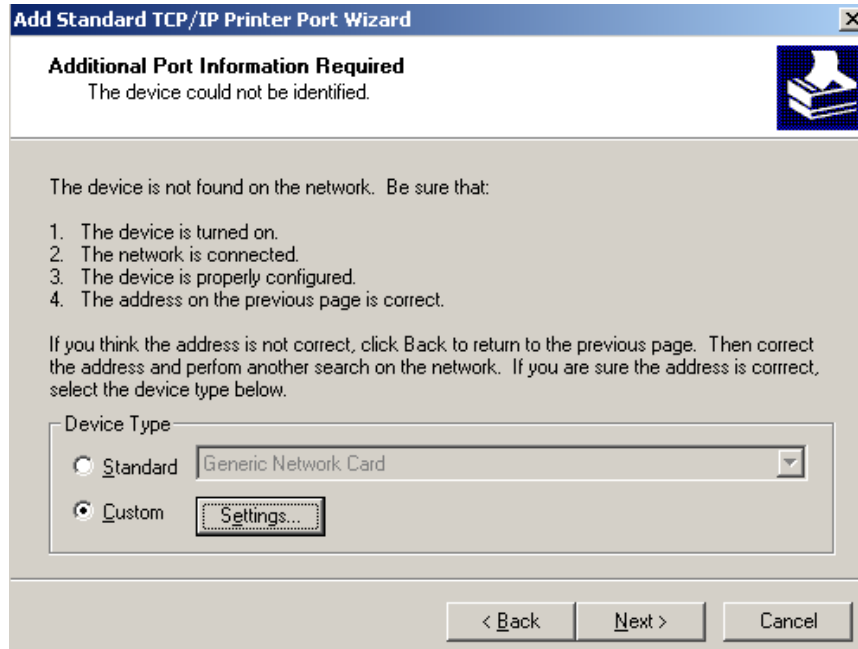 Add Standard TCP/IP Printer Port Wizard
Additional Port Information Required
The device could not be identified.
The device is not found on the network. Be sure that:
1. The device is turned on.
2. The network is connected.
3. The device is properly configured.
4. The address on the previous page is correct.
If you think the address is not correct, click Back to return to the previous page. Then correct
the address and perfom another search on the network. If you are sure the address is corrrect,
select the device type below.
Device Type
Standard Generic Network Card
Custom Settings...
< Back Next > Cancel